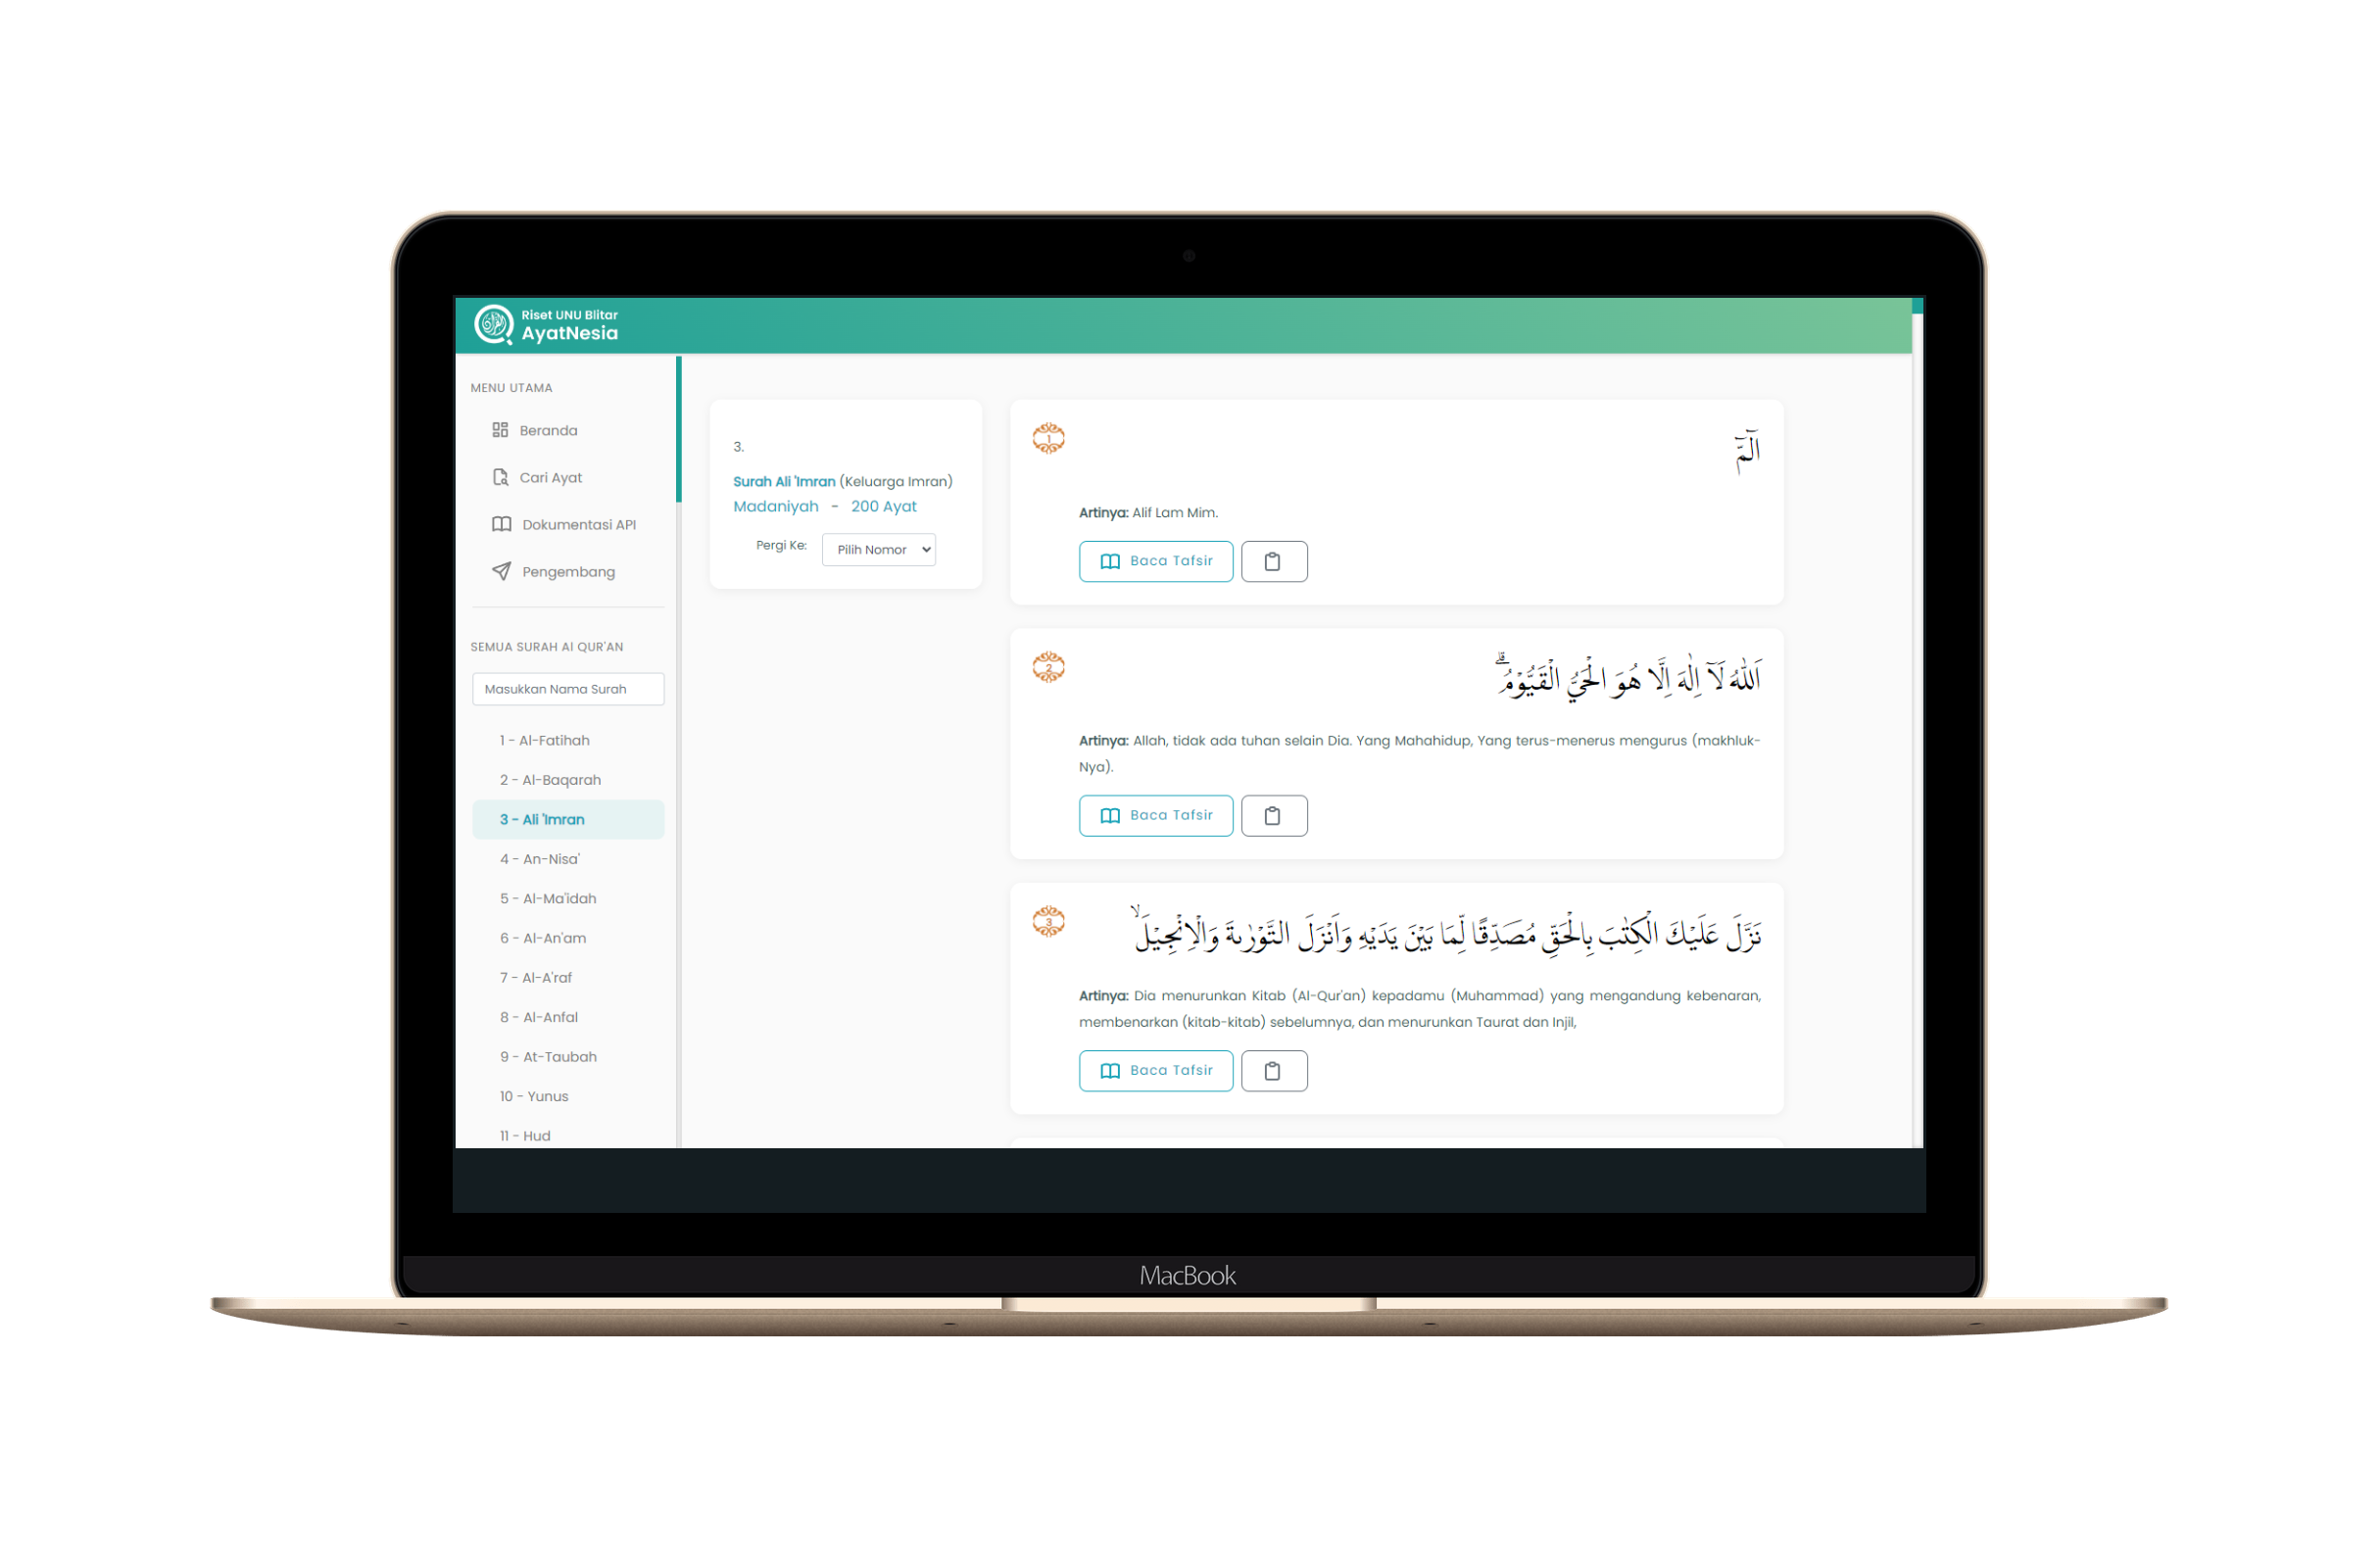 Riset UNU Blitar
AyatNesia
MENU UTAMA
Beranda
Cari Ayat
Dokumentasi API
Pengembang
SEMUA SURAH Al QUR'AN
Masukkan Nama Surah
1 - Al-Fatihah
2 - Al-Baqarah
3 - Ali 'Imran
4 - An-Nisa'
5 - Al-Ma'idah
6 - Al-An'am
7 - Al-A'raf
8 - Al-Anfal
9 - At-Taubah
10 - Yunus
11 - Hud
3.
Surah Ali 'Imran (Keluarga Imran)
Madaniyah - 200 Ayat
Pergi Ke: Pilih Nomor
1
الۤمّۤ
Artinya: Alif Lam Mim.
Baca Tafsir
2
اَللّٰهُ لَآ اِلٰهَ اِلَّا هُوَ الْحَيُّ الْقَيُّوْمُۗ
Artinya: Allah, tidak ada tuhan selain Dia. Yang Mahahidup, Yang terus-menerus mengurus (makhluk-
Nya).
Baca Tafsir
3
نَزَّلَ عَلَيْكَ الْكِتٰبَ بِالْحَقِّ مُصَدِّقًا لِّمَا بَيْنَ يَدَيْهِ وَاَنْزَلَ التَّوْرٰىةَ وَالْاِنْجِيْلَۙ
Artinya: Dia menurunkan Kitab (Al-Qur'an) kepadamu (Muhammad) yang mengandung kebenaran,
membenarkan (kitab-kitab) sebelumnya, dan menurunkan Taurat dan Injil,
Baca Tafsir
MacBook